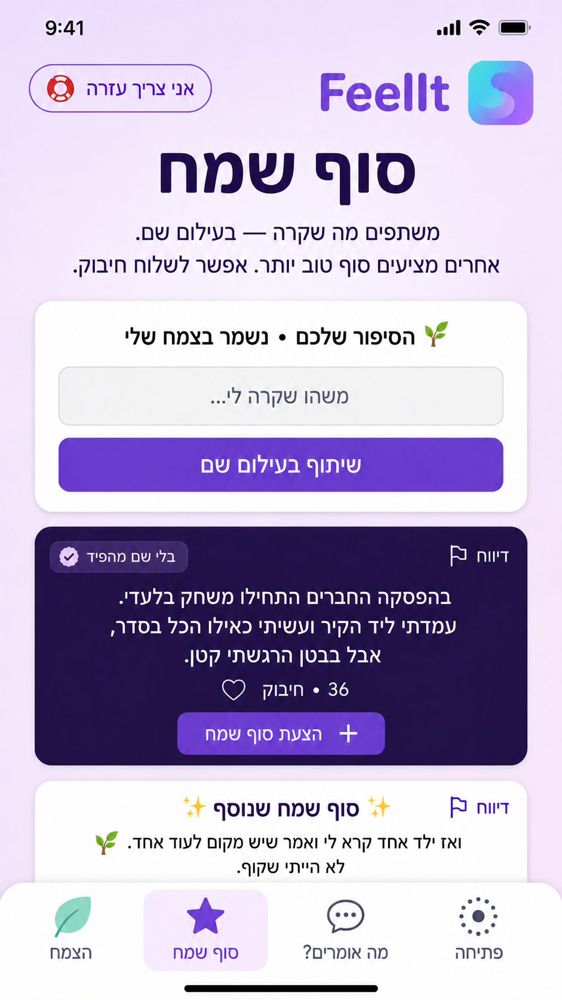 9:41
FeelIt
אני צריך עזרה
סוף שמח
משתפים מה שקרה — בעילום שם.
אחרים מציעים סוף טוב יותר. אפשר לשלוח חיבוק.
הסיפור שלכם • נשמר בצמח שלי
משהו שקרה לי...
שיתוף בעילום שם
דיווח
בלי שם מהפיד
בהפסקה החברים התחילו משחק בלעדי.
עמדתי ליד הקיר ועשיתי כאילו הכל בסדר,
אבל בבטן הרגשתי קטן.
36 • חיבוק
+ הצעת סוף שמח
דיווח
סוף שמח שנוסף
ואז ילד אחד קרא לי ואמר שיש מקום לעוד אחד.
לא הייתי שקוף.
פתיחה
מה אומרים?
סוף שמח
הצמח